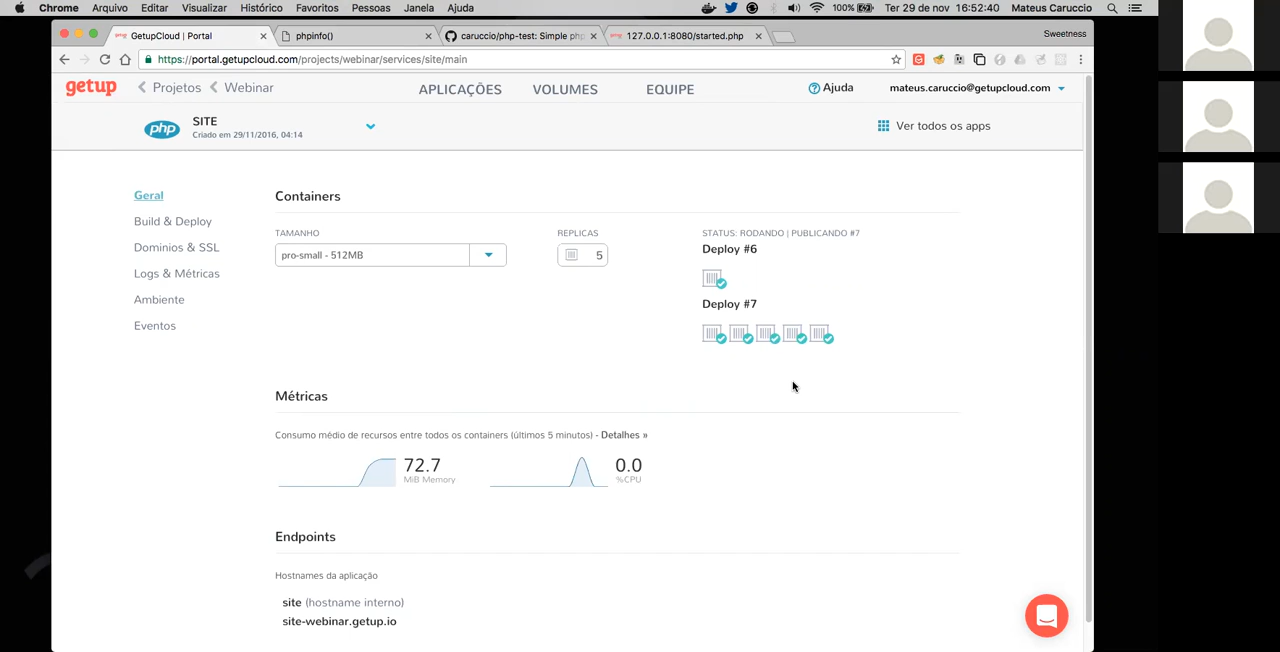 Chrome Arquivo Editar Visualizar Histórico Favoritos Pessoas Janela Ajuda 100% Ter 29 de nov 16:52:40 Mateus Caruccio
GetupCloud | Portal phpinfo() caruccio/php-test: Simple php 127.0.0.1:8080/started.php Sweetness
https://portal.getupcloud.com/projects/webinar/services/site/main
getup Projetos Webinar APLICAÇÕES VOLUMES EQUIPE Ajuda mateus.caruccio@getupcloud.com
php SITE
Criado em 29/11/2016, 04:14
Ver todos os apps
Geral
Build & Deploy
Dominios & SSL
Logs & Métricas
Ambiente
Eventos
Containers
TAMANHO REPLICAS STATUS: RODANDO | PUBLICANDO #7
pro-small - 512MB 5
Deploy #6
Deploy #7
Métricas
Consumo médio de recursos entre todos os containers (últimos 5 minutos) - Detalhes »
72.7 0.0
MiB Memory %CPU
Endpoints
Hostnames da aplicação
site (hostname interno)
site-webinar.getup.io